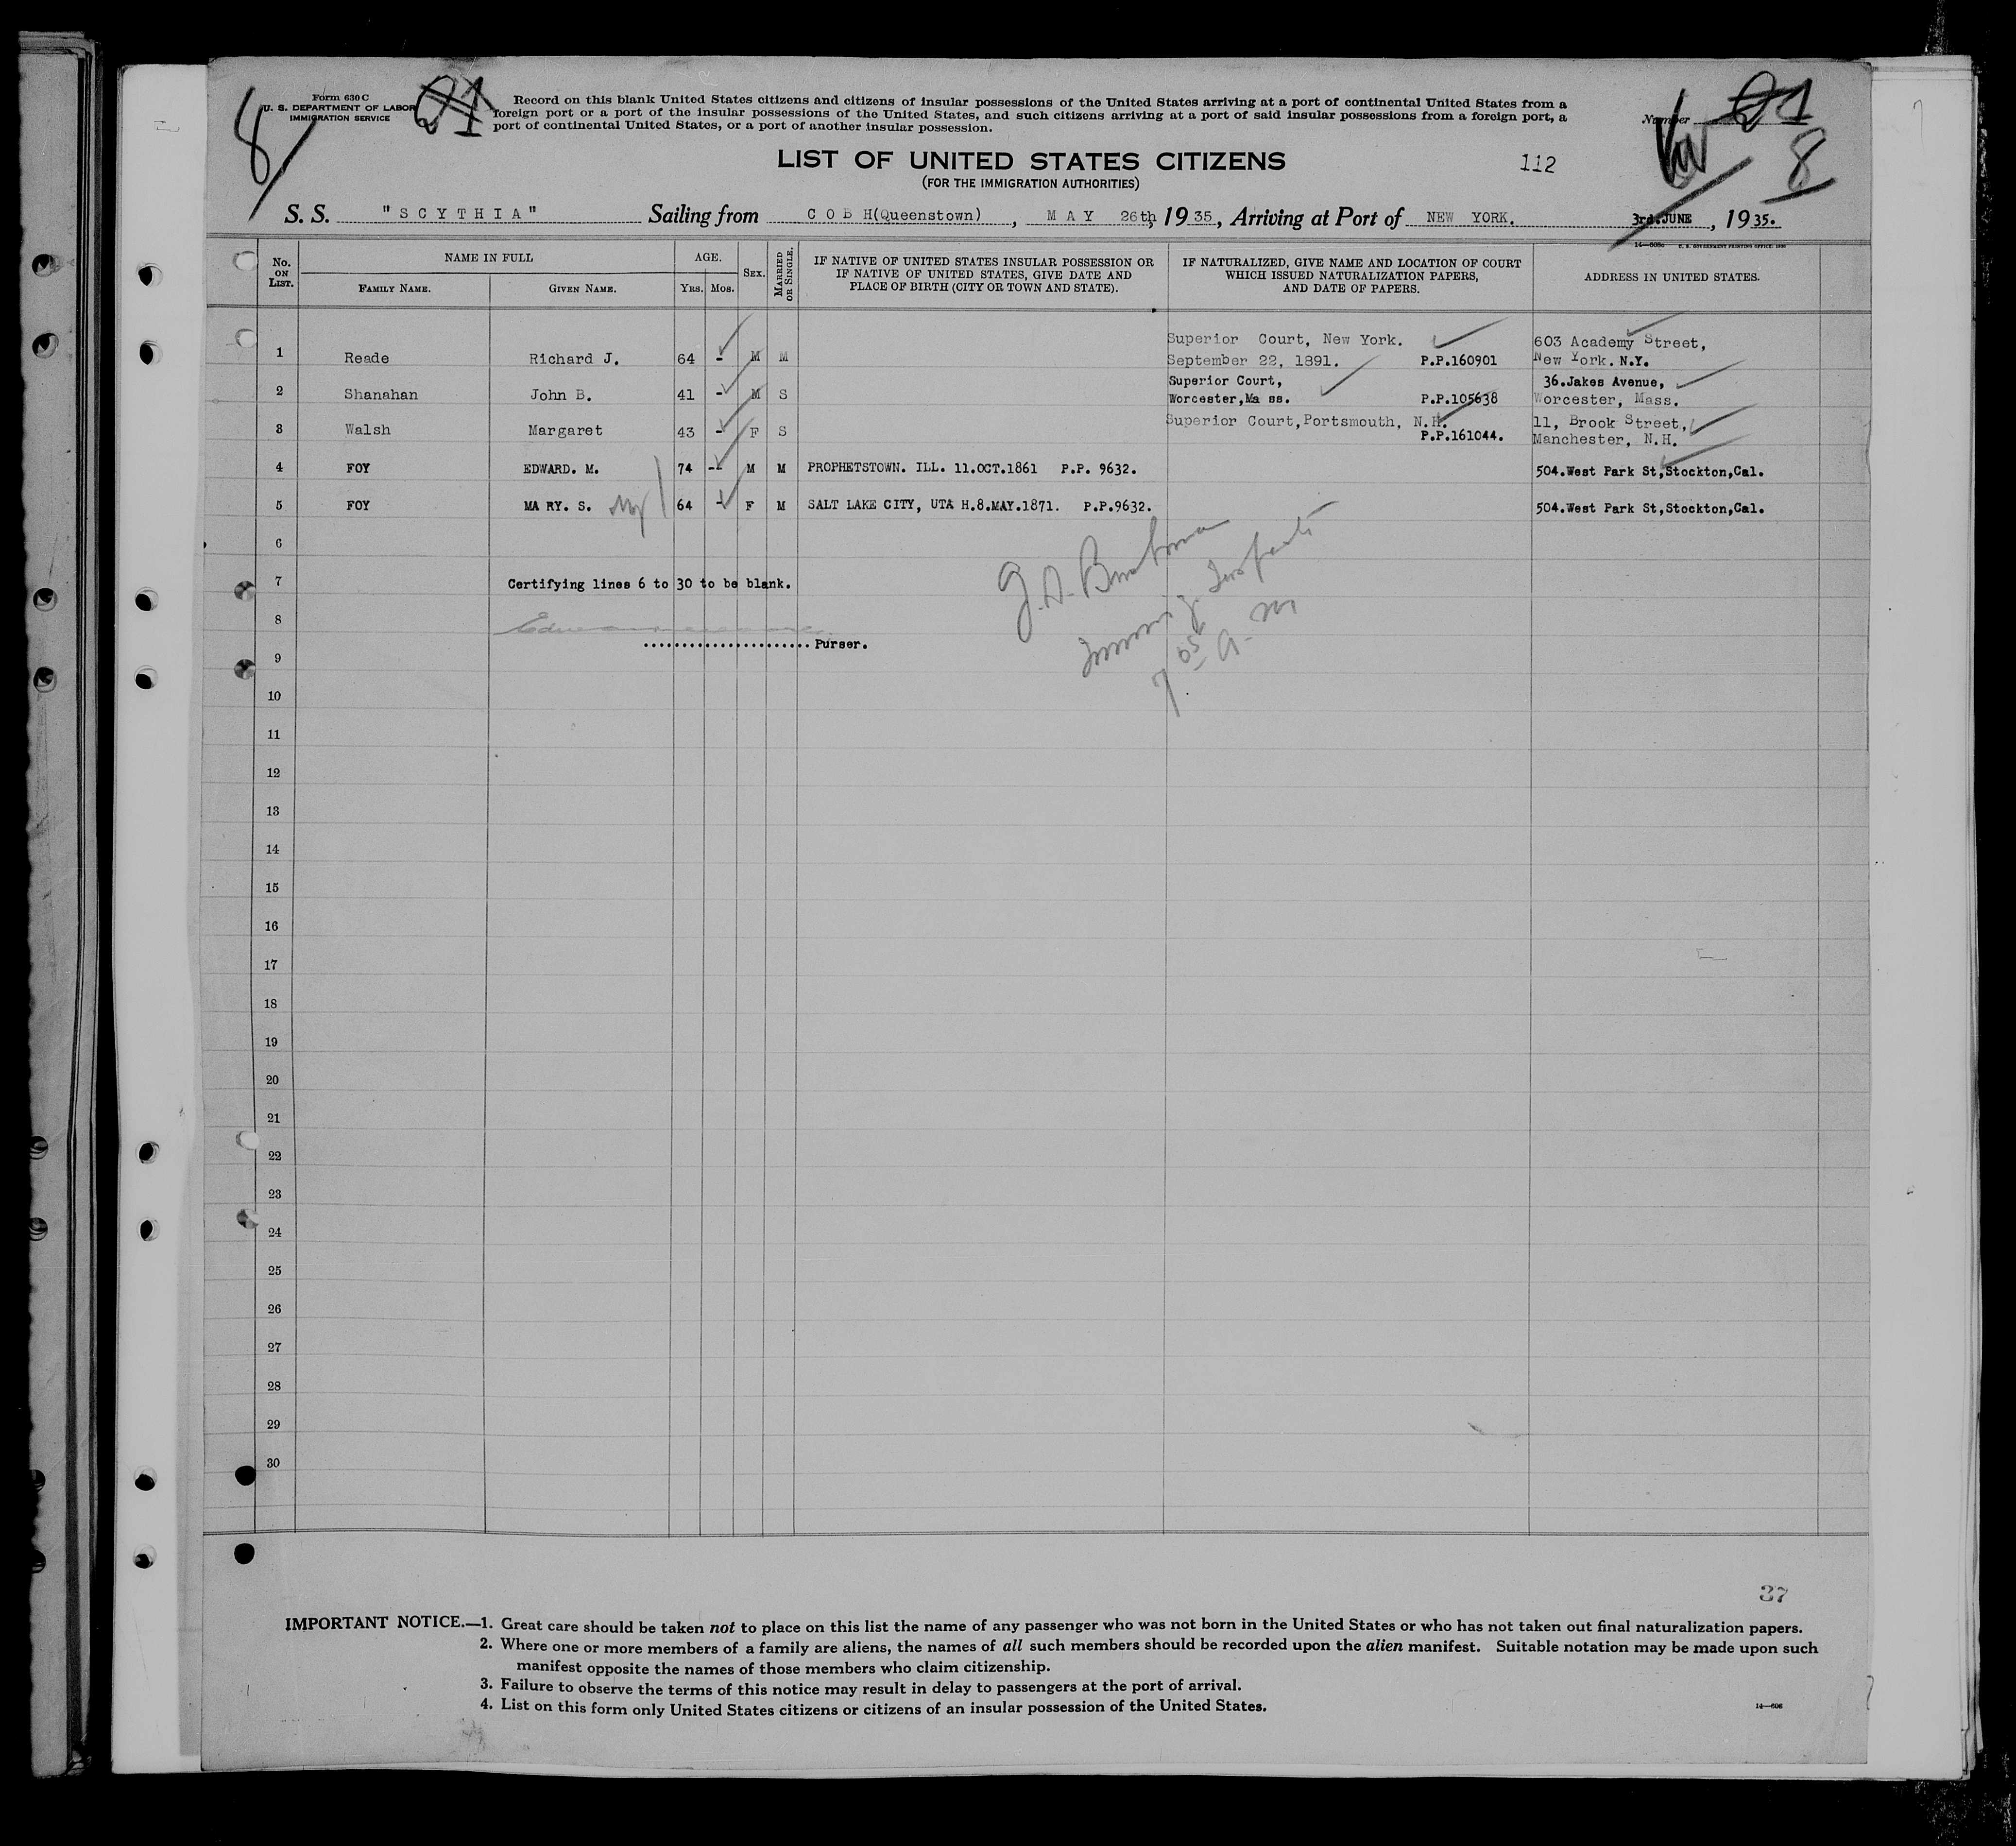 Form 630 C
U. S. DEPARTMENT OF LABOR
IMMIGRATION SERVICE
8
21
Record on this blank United States citizens and citizens of insular possessions of the United States arriving at a port of continental United States from a
foreign port or a port of the insular possessions of the United States, and such citizens arriving at a port of said insular possessions from a foreign port, a
port of continental United States, or a port of another insular possession.
Number 21
8
LIST OF UNITED STATES CITIZENS
112
(FOR THE IMMIGRATION AUTHORITIES)
S. S. "SCYTHIA" Sailing from COBH(Queenstown), MAY 26th, 1935, Arriving at Port of NEW YORK. 3rd.JUNE, 1935.
No. ON LIST. NAME IN FULL FAMILY NAME. GIVEN NAME. AGE. YRS. MOS. SEX. MARRIED OR SINGLE.
IF NATIVE OF UNITED STATES INSULAR POSSESSION OR
IF NATIVE OF UNITED STATES, GIVE DATE AND
PLACE OF BIRTH (CITY OR TOWN AND STATE).
IF NATURALIZED, GIVE NAME AND LOCATION OF COURT
WHICH ISSUED NATURALIZATION PAPERS,
AND DATE OF PAPERS.
ADDRESS IN UNITED STATES.
Superior Court, New York. 603 Academy Street,
1 Reade Richard J. 64 - M M September 22, 1891. P.P.160901 New York. N.Y.
Superior Court, 36.Jakes Avenue,
2 Shanahan John B. 41 - M S Worcester,Ma ss. P.P.105638 Worcester, Mass.
Superior Court,Portsmouth, N.H. 11, Brook Street,
3 Walsh Margaret 43 - F S P.P.161044. Manchester, N.H.
4 FOY EDWARD. M. 74 -- M M PROPHETSTOWN. ILL. 11.OCT.1861 P.P. 9632. 504.West Park St,Stockton,Cal.
5 FOY MA RY. S. 64 - F M SALT LAKE CITY, UTA H.8.MAY.1871. P.P.9632. 504.West Park St,Stockton,Cal.
6
7 Certifying lines 6 to 30 to be blank.
8
Purser.
7.05 A.M
9
10
11
12
13
14
15
16
17
18
19
20
21
22
23
24
25
26
27
28
29
30
37
IMPORTANT NOTICE.—1. Great care should be taken not to place on this list the name of any passenger who was not born in the United States or who has not taken out final naturalization papers.
2. Where one or more members of a family are aliens, the names of all such members should be recorded upon the alien manifest. Suitable notation may be made upon such
manifest opposite the names of those members who claim citizenship.
3. Failure to observe the terms of this notice may result in delay to passengers at the port of arrival.
4. List on this form only United States citizens or citizens of an insular possession of the United States.
14—606